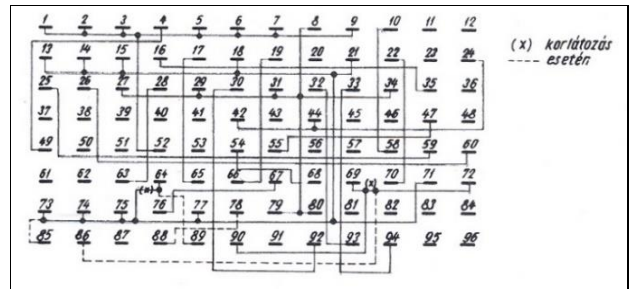 1 2 3 4 5 6 7 8 9 10 11 12
13 14 15 16 17 18 19 20 21 22 23 24
25 26 27 28 29 30 31 32 33 34 35 36
37 38 39 40 41 42 43 44 45 46 47 48
49 50 51 52 53 54 55 56 57 58 59 60
61 62 63 64 65 66 67 68 69 70 71 72
73 74 75 76 77 78 79 80 81 82 83 84
85 86 87 88 89 90 91 92 93 94 95 96
(x) (x)
(x) korlátozás
esetén